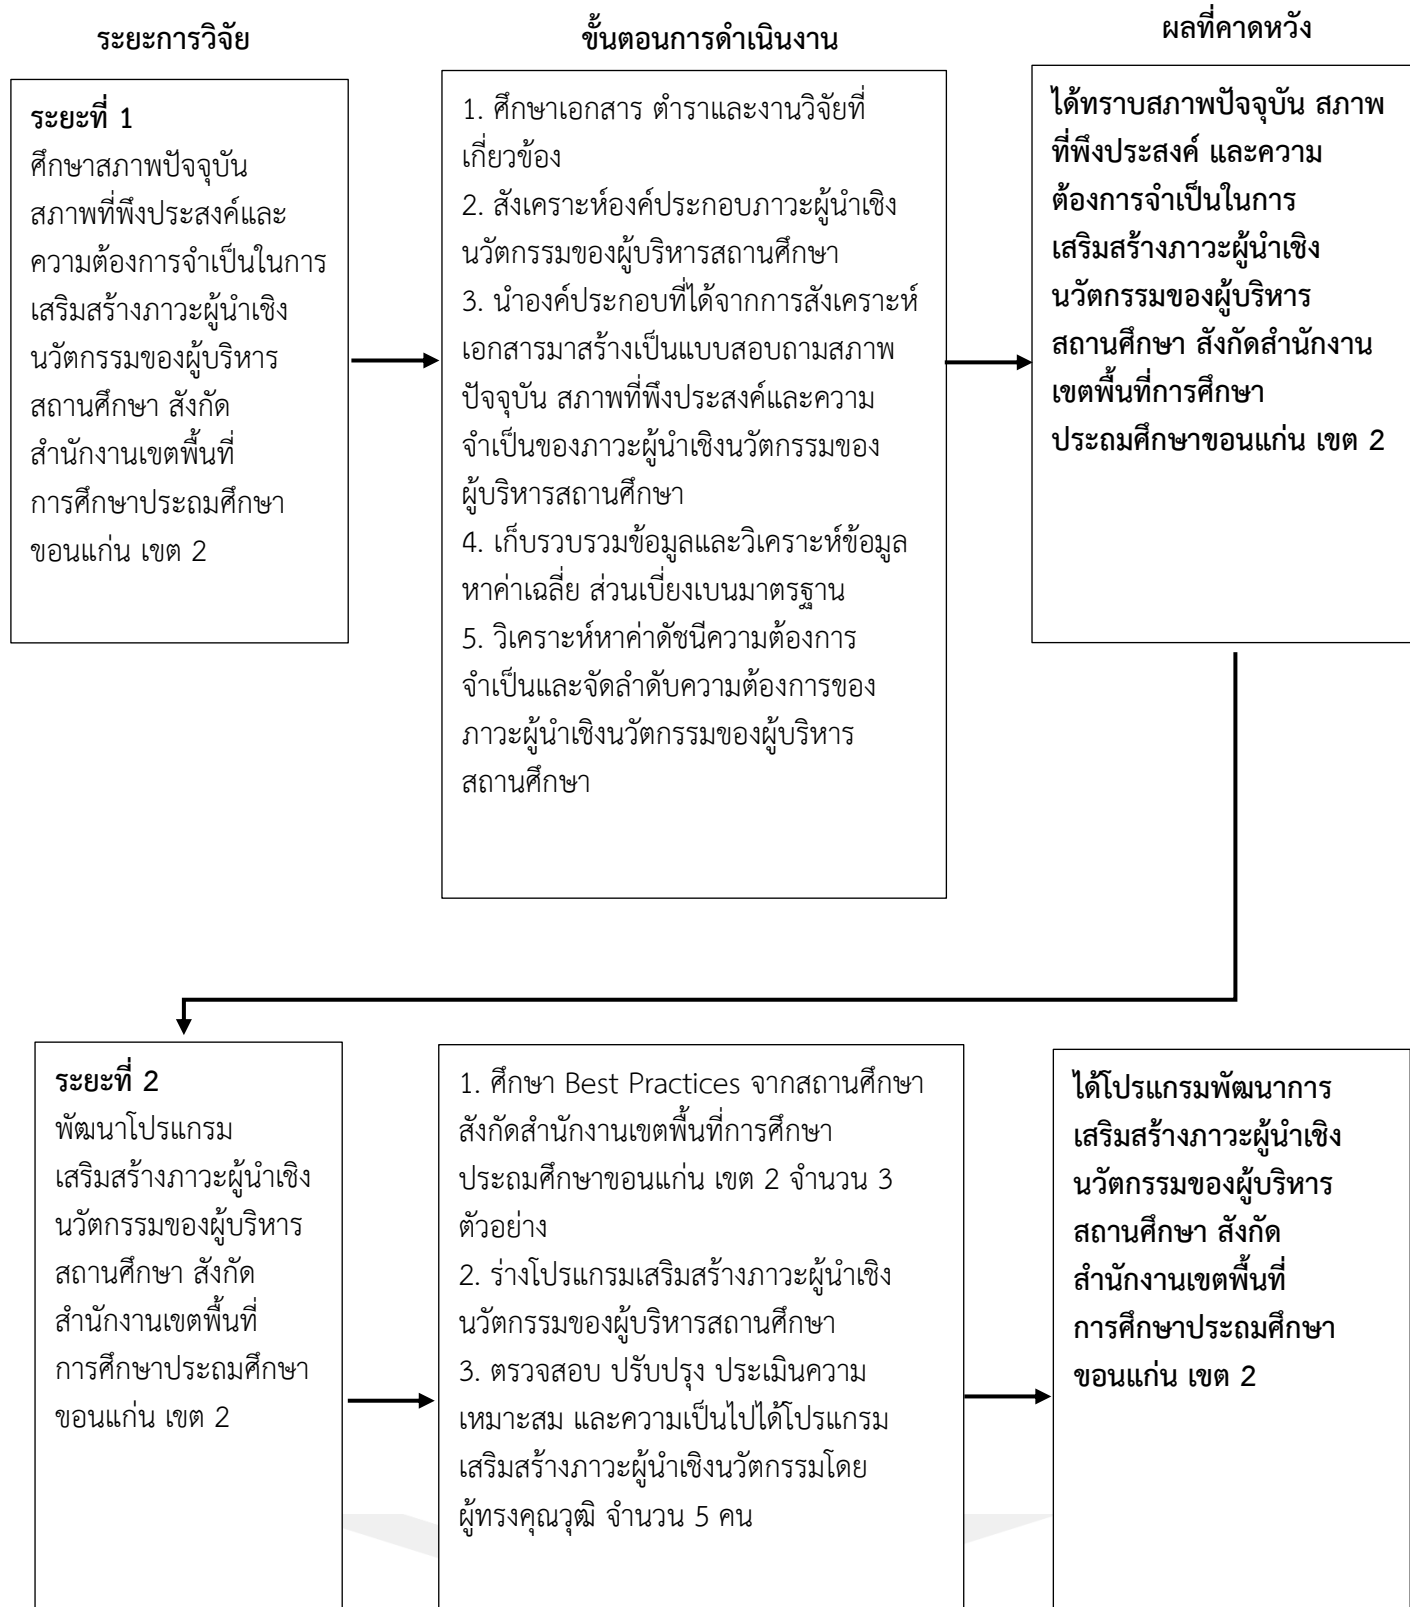 ระยะการวิจัย
ขั้นตอนการดำเนินงาน
ผลที่คาดหวัง
ระยะที่ 1
ศึกษาสภาพปัจจุบัน
สภาพที่พึงประสงค์และ
ความต้องการจำเป็นในการ
เสริมสร้างภาวะผู้นำเชิง
นวัตกรรมของผู้บริหาร
สถานศึกษา สังกัด
สำนักงานเขตพื้นที่
การศึกษาประถมศึกษา
ขอนแก่น เขต 2
1. ศึกษาเอกสาร ตำราและงานวิจัยที่
เกี่ยวข้อง
2. สังเคราะห์องค์ประกอบภาวะผู้นำเชิง
นวัตกรรมของผู้บริหารสถานศึกษา
3. นำองค์ประกอบที่ได้จากการสังเคราะห์
เอกสารมาสร้างเป็นแบบสอบถามสภาพ
ปัจจุบัน สภาพที่พึงประสงค์และความ
จำเป็นของภาวะผู้นำเชิงนวัตกรรมของ
ผู้บริหารสถานศึกษา
4. เก็บรวบรวมข้อมูลและวิเคราะห์ข้อมูล
หาค่าเฉลี่ย ส่วนเบี่ยงเบนมาตรฐาน
5. วิเคราะห์หาค่าดัชนีความต้องการ
จำเป็นและจัดลำดับความต้องการของ
ภาวะผู้นำเชิงนวัตกรรมของผู้บริหาร
สถานศึกษา
ได้ทราบสภาพปัจจุบัน สภาพ
ที่พึงประสงค์ และความ
ต้องการจำเป็นในการ
เสริมสร้างภาวะผู้นำเชิง
นวัตกรรมของผู้บริหาร
สถานศึกษา สังกัดสำนักงาน
เขตพื้นที่การศึกษา
ประถมศึกษาขอนแก่น เขต 2
ระยะที่ 2
พัฒนาโปรแกรม
เสริมสร้างภาวะผู้นำเชิง
นวัตกรรมของผู้บริหาร
สถานศึกษา สังกัด
สำนักงานเขตพื้นที่
การศึกษาประถมศึกษา
ขอนแก่น เขต 2
1. ศึกษา Best Practices จากสถานศึกษา
สังกัดสำนักงานเขตพื้นที่การศึกษา
ประถมศึกษาขอนแก่น เขต 2 จำนวน 3
ตัวอย่าง
2. ร่างโปรแกรมเสริมสร้างภาวะผู้นำเชิง
นวัตกรรมของผู้บริหารสถานศึกษา
3. ตรวจสอบ ปรับปรุง ประเมินความ
เหมาะสม และความเป็นไปได้โปรแกรม
เสริมสร้างภาวะผู้นำเชิงนวัตกรรมโดย
ผู้ทรงคุณวุฒิ จำนวน 5 คน
ได้โปรแกรมพัฒนาการ
เสริมสร้างภาวะผู้นำเชิง
นวัตกรรมของผู้บริหาร
สถานศึกษา สังกัด
สำนักงานเขตพื้นที่
การศึกษาประถมศึกษา
ขอนแก่น เขต 2